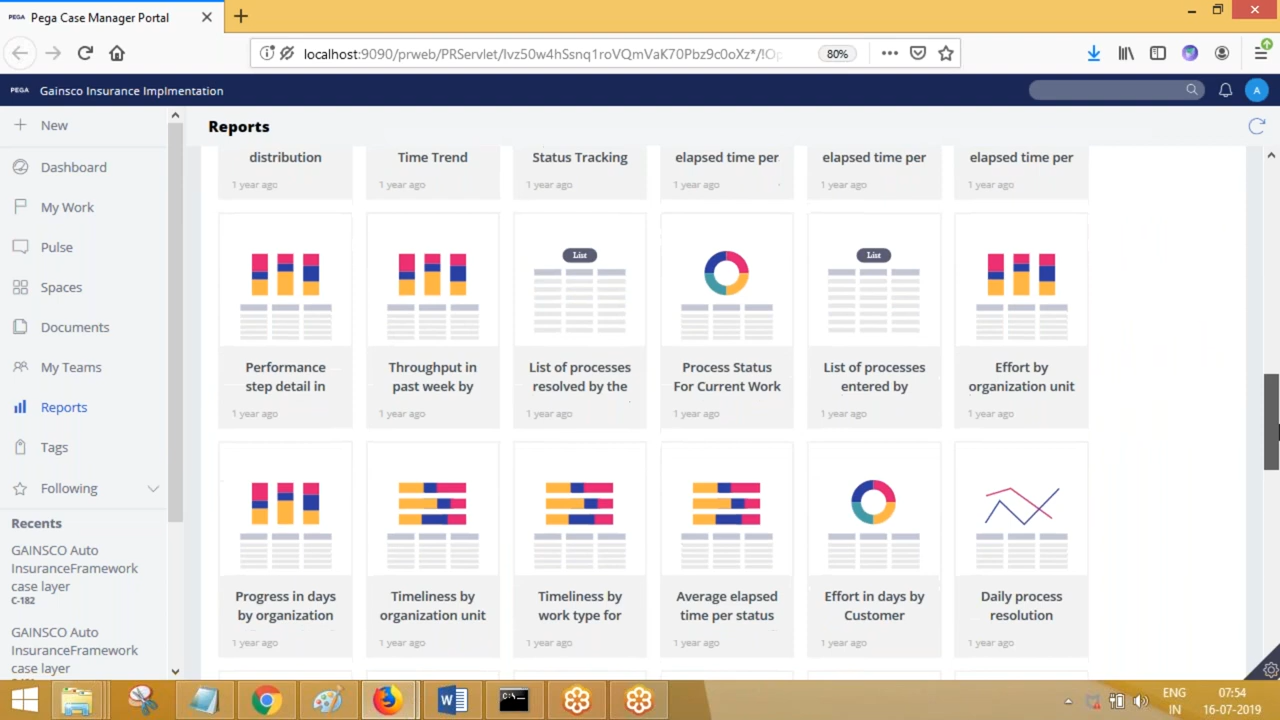 PEGA Pega Case Manager Portal
localhost:9090/prweb/PRServlet/Ivz50w4hSsnq1roVQmVaK70Pbz9c0oXz*/!Op
80%
PEGA Gainsco Insurance Implmentation
A
New
Dashboard
My Work
Pulse
Spaces
Documents
My Teams
Reports
Tags
Following
Recents
GAINSCO Auto
InsuranceFramework
case layer
C-182
GAINSCO Auto
InsuranceFramework
case layer
Reports
distribution
1 year ago
Time Trend
1 year ago
Status Tracking
1 year ago
elapsed time per
1 year ago
elapsed time per
1 year ago
elapsed time per
1 year ago
Performance
step detail in
1 year ago
Throughput in
past week by
1 year ago
List
List of processes
resolved by the
1 year ago
Process Status
For Current Work
1 year ago
List
List of processes
entered by
1 year ago
Effort by
organization unit
1 year ago
Progress in days
by organization
1 year ago
Timeliness by
organization unit
1 year ago
Timeliness by
work type for
1 year ago
Average elapsed
time per status
1 year ago
Effort in days by
Customer
1 year ago
Daily process
resolution
1 year ago
ENG
IN
07:54
16-07-2019